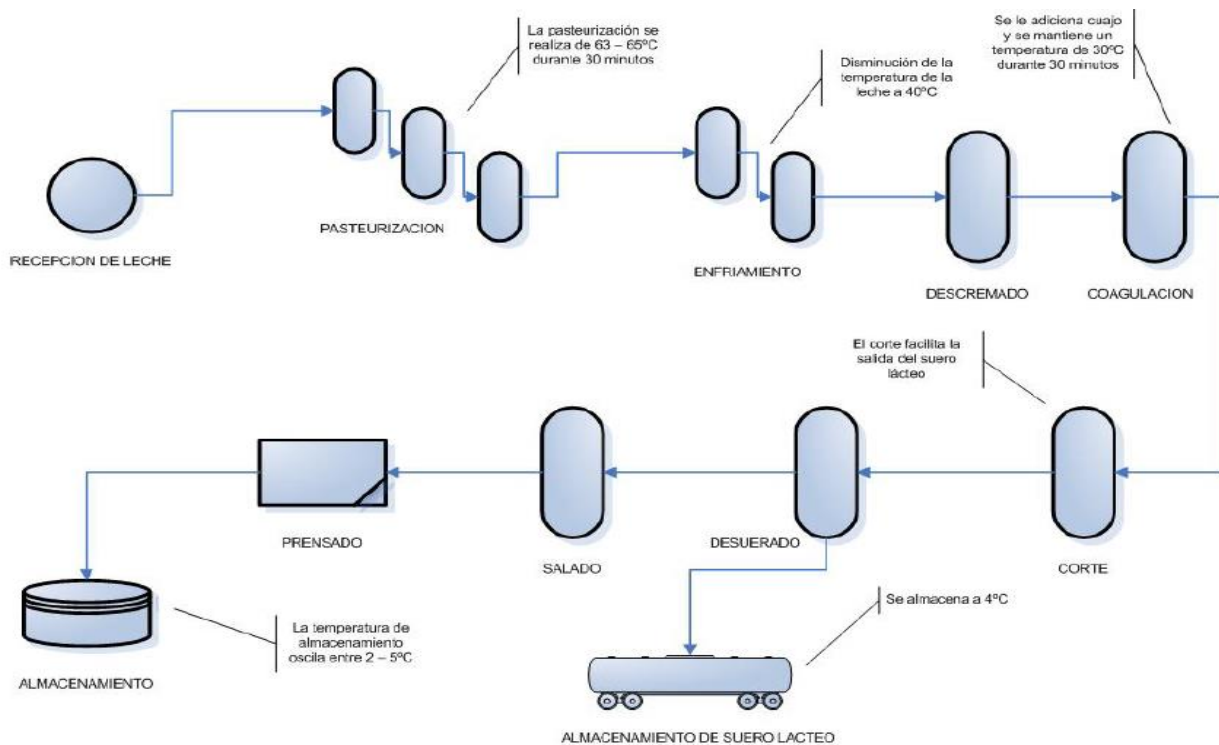 La pasteurización se
realiza de 63 – 65ºC
durante 30 minutos
Disminución de la
temperatura de la
leche a 40ºC
Se le adiciona cuajo
y se mantiene un
temperatura de 30ºC
durante 30 minutos
RECEPCION DE LECHE
PASTEURIZACION
ENFRIAMIENTO
DESCREMADO
COAGULACION
El corte facilita la
salida del suero
lácteo
PRENSADO
SALADO
DESUERADO
CORTE
Se almacena a 4ºC
La temperatura de
almacenamiento
oscila entre 2 – 5ºC
ALMACENAMIENTO
ALMACENAMIENTO DE SUERO LACTEO